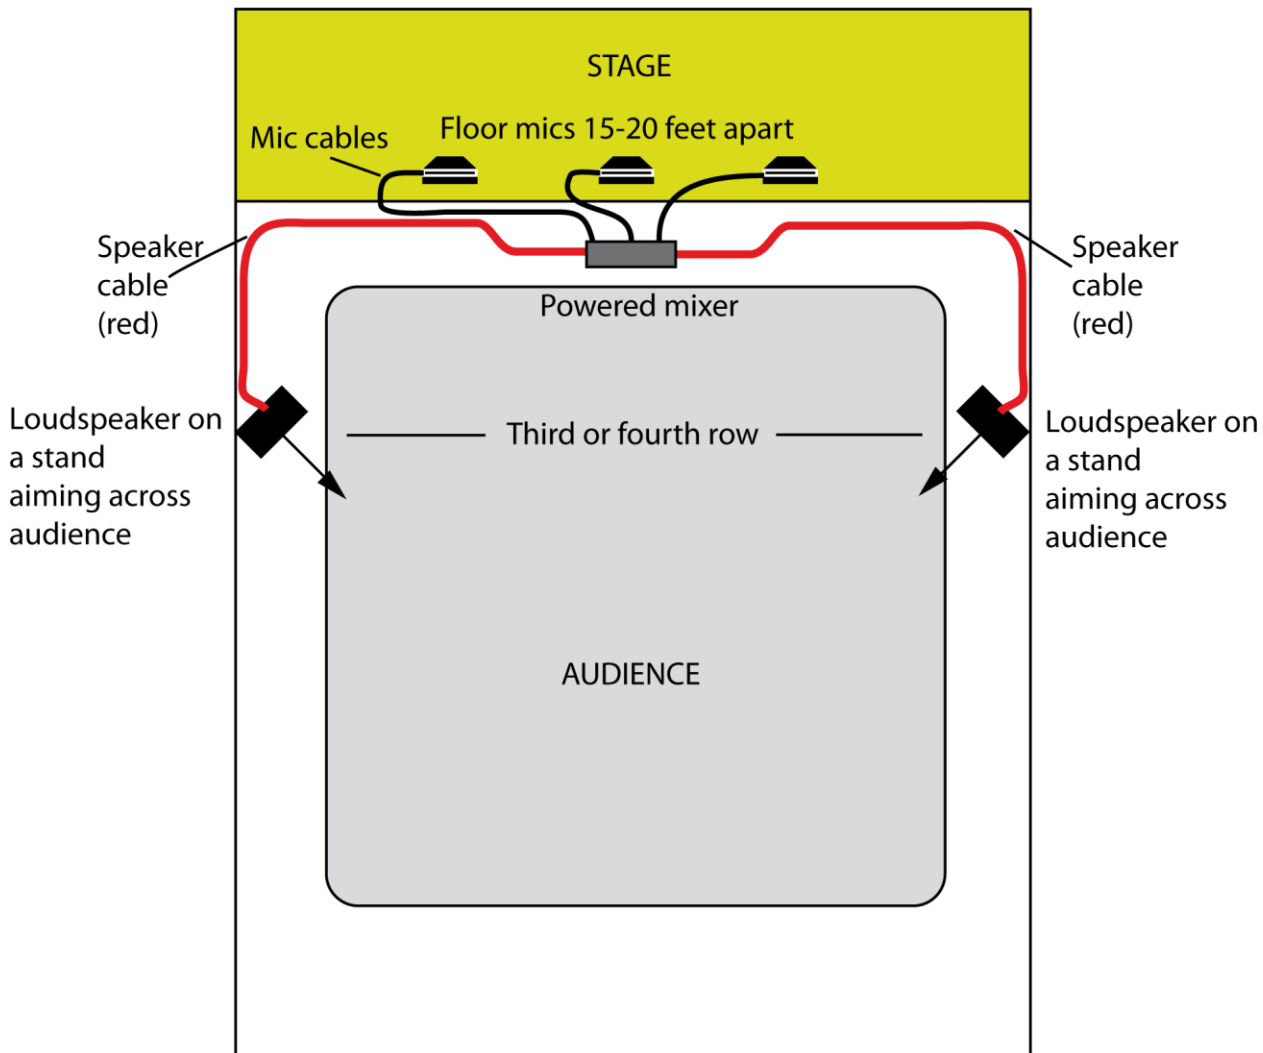 STAGE
Floor mics 15-20 feet apart
Mic cables
Speaker
cable
(red)
Speaker
cable
(red)
Powered mixer
Loudspeaker on
a stand
aiming across
audience
Third or fourth row
Loudspeaker on
a stand
aiming across
audience
AUDIENCE